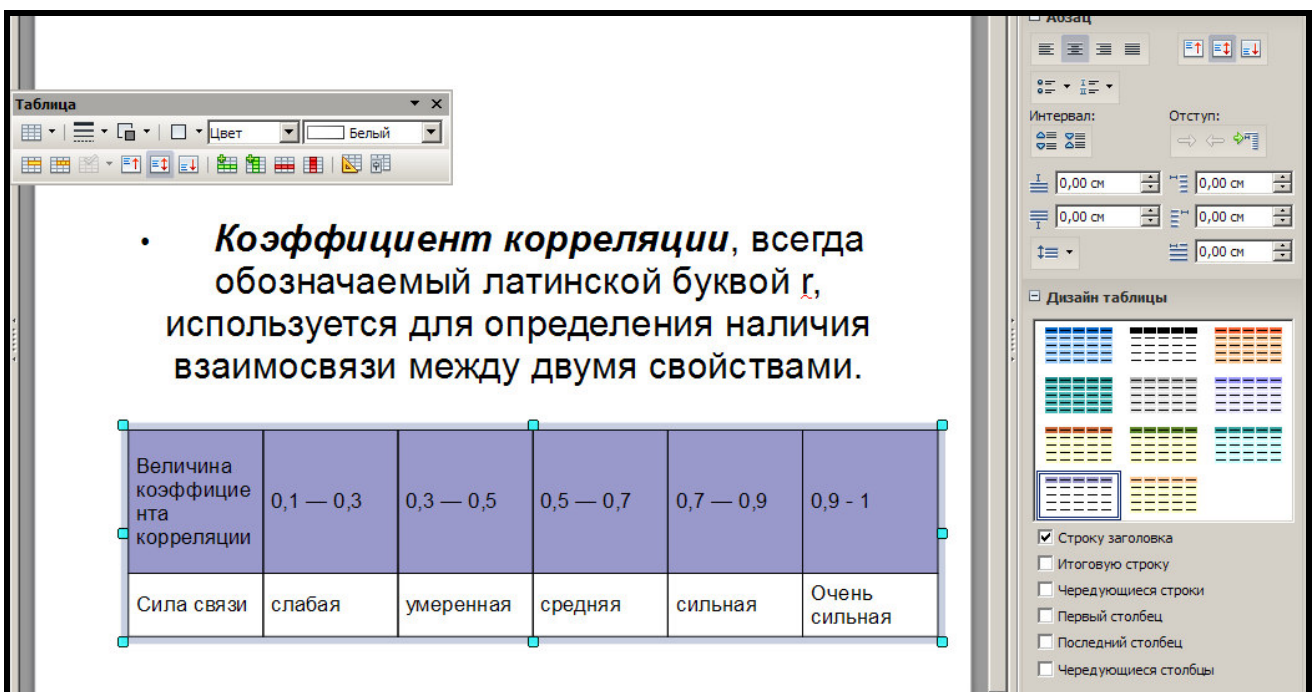 Абзац
Таблица
Цвет
Белый
Интервал:
Отступ:
0,00 см
0,00 см
0,00 см
0,00 см
0,00 см
• Коэффициент корреляции, всегда
обозначаемый латинской буквой r,
используется для определения наличия
взаимосвязи между двумя свойствами.
Дизайн таблицы
Величина
коэффицие
нта
корреляции
0,1 — 0,3
0,3 — 0,5
0,5 — 0,7
0,7 — 0,9
0,9 - 1
Сила связи
слабая
умеренная
средняя
сильная
Очень
сильная
Строку заголовка
Итоговую строку
Чередующиеся строки
Первый столбец
Последний столбец
Чередующиеся столбцы